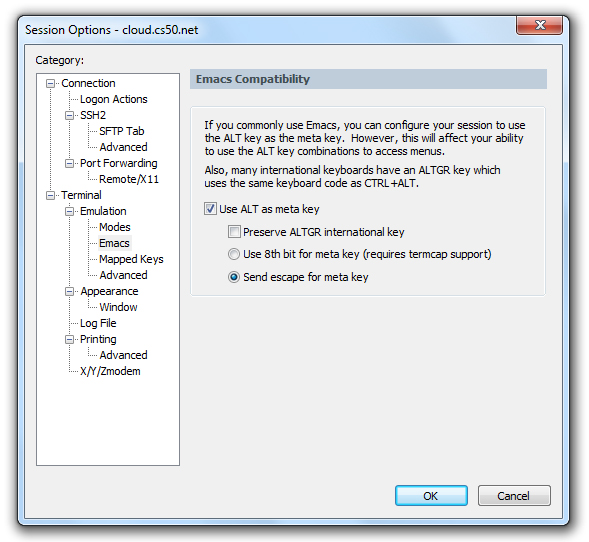 Session Options - cloud.cs50.net
Category:
Connection
Logon Actions
SSH2
SFTP Tab
Advanced
Port Forwarding
Remote/X11
Terminal
Emulation
Modes
Emacs
Mapped Keys
Advanced
Appearance
Window
Log File
Printing
Advanced
X/Y/Zmodem
Emacs Compatibility
If you commonly use Emacs, you can configure your session to use
the ALT key as the meta key.  However, this will affect your ability
to use the ALT key combinations to access menus.
Also, many international keyboards have an ALTGR key which
uses the same keyboard code as CTRL+ALT.
Use ALT as meta key
Preserve ALTGR international key
Use 8th bit for meta key (requires termcap support)
Send escape for meta key
OK
Cancel